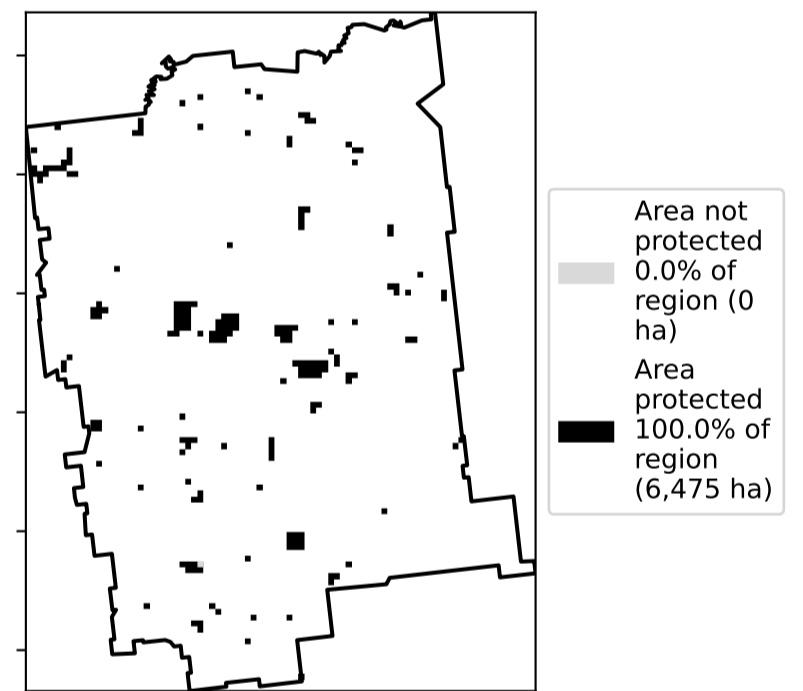 Area not
protected
0.0% of
region (0
ha)
Area
protected
100.0% of
region
(6,475 ha)